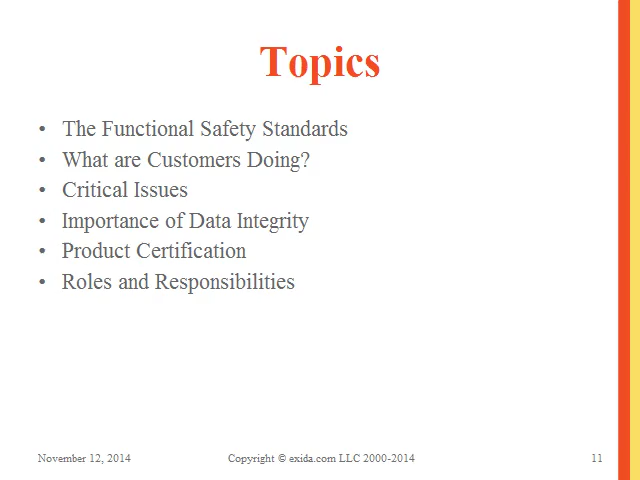 Topics
• The Functional Safety Standards
• What are Customers Doing?
• Critical Issues
• Importance of Data Integrity
• Product Certification
• Roles and Responsibilities
November 12, 2014 Copyright © exida.com LLC 2000-2014 11